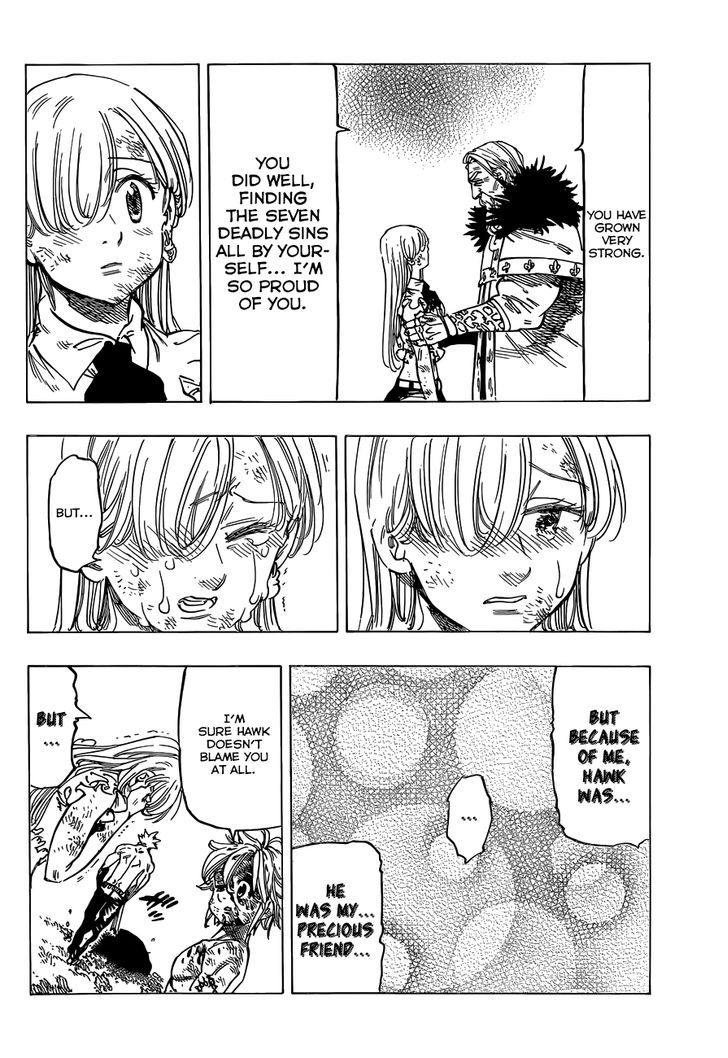 YOU HAVE
GROWN
VERY
STRONG.
YOU
DID WELL,
FINDING
THE SEVEN
DEADLY SINS
ALL BY YOUR-
SELF... I'M
SO PROUD
OF YOU.
BUT...
BUT
BECAUSE
OF ME,
HAWK
WAS...
...
HE
WAS MY...
PRECIOUS
FRIEND...
I'M
SURE HAWK
DOESN'T
BLAME YOU
AT ALL.
BUT
...